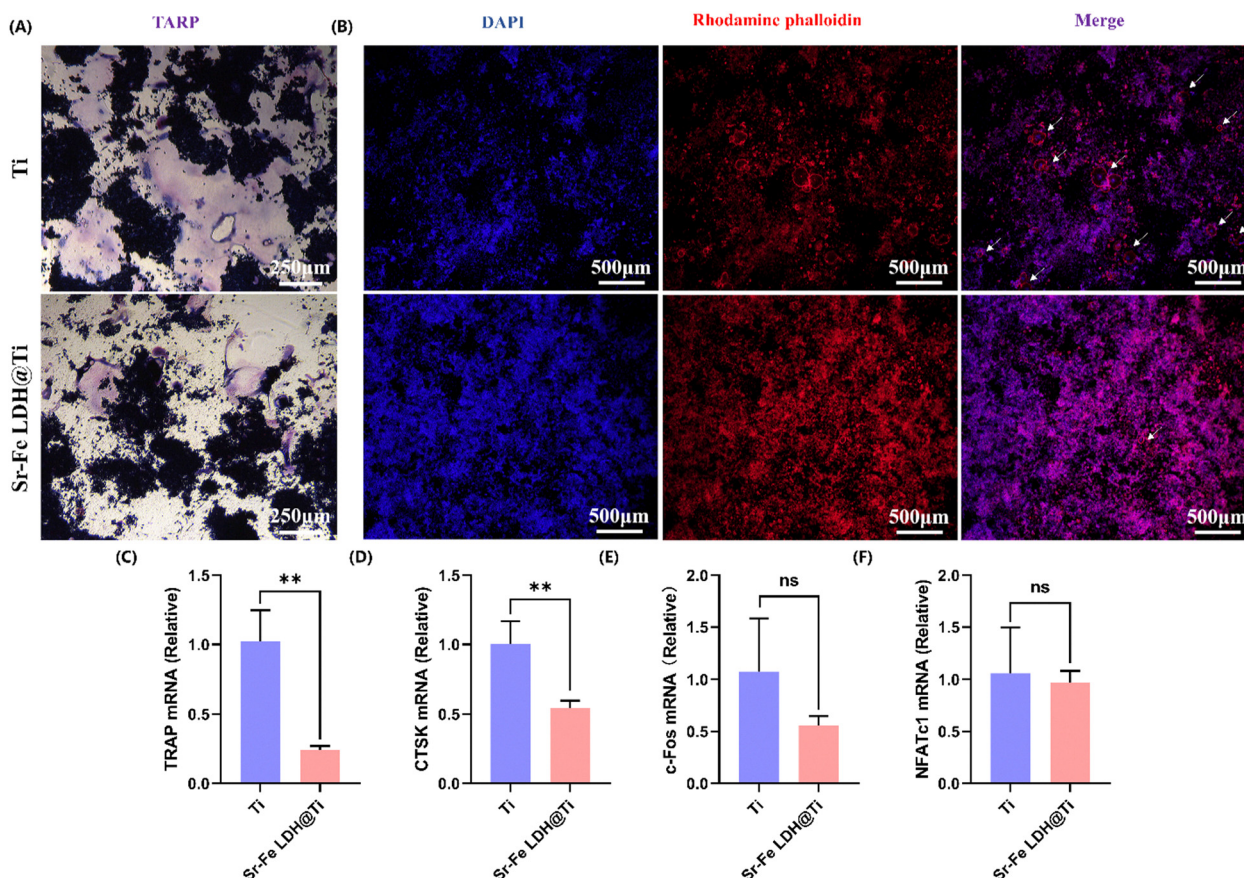 (A) TARP (B) DAPI Rhodamine phalloidin Merge
Ti
250μm 500μm 500μm 500μm
Sr-Fe LDH@Ti
250μm 500μm 500μm 500μm
(C) (D) (E) (F)
TRAP mRNA (Relative)
1.5
1.0
0.5
0.0
**
Ti
Sr-Fe LDH@Ti
CTSK mRNA (Relative)
1.5
1.0
0.5
0.0
**
Ti
Sr-Fe LDH@Ti
c-Fos mRNA（Relative）
2.0
1.5
1.0
0.5
0.0
ns
Ti
Sr-Fe LDH@Ti
NFATc1 mRNA (Relative)
2.0
1.5
1.0
0.5
0.0
ns
Ti
Sr-Fe LDH@Ti